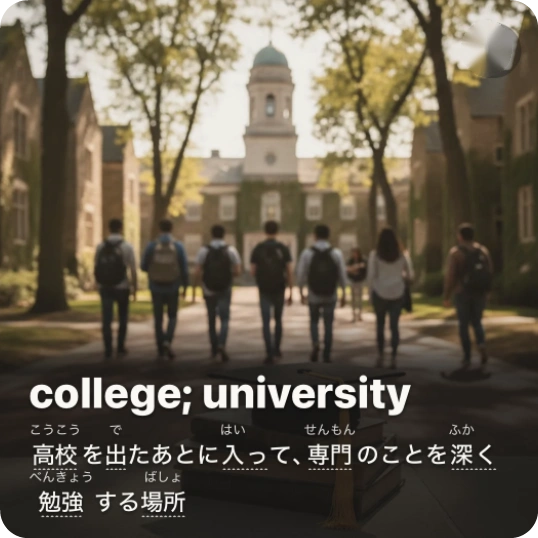 college; university
こうこう で はい せんもん ふか
高校を出たあとに入って、専門のことを深く
べんきょう ばしょ
勉強 する場所